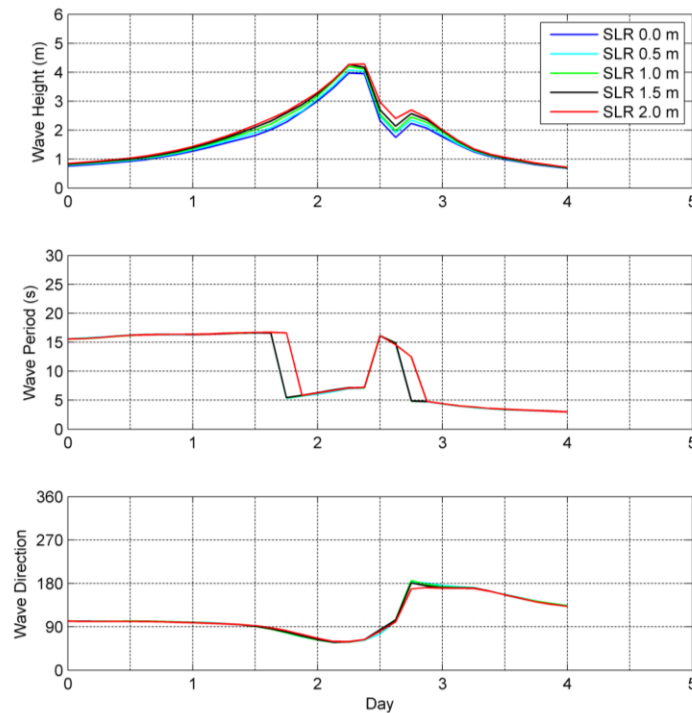 6
5
4
3
2
1
0
Wave Height (m)
SLR 0.0 m
SLR 0.5 m
SLR 1.0 m
SLR 1.5 m
SLR 2.0 m
0 1 2 3 4 5
30
25
20
15
10
5
0
Wave Period (s)
0 1 2 3 4 5
360
270
180
90
0
Wave Direction
0 1 2 3 4 5
Day